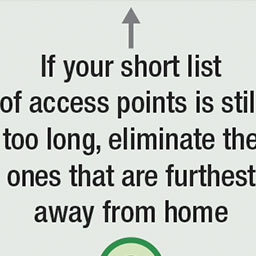 If your short list
of access points is stil
too long, eliminate the
ones that are furthest
away from home